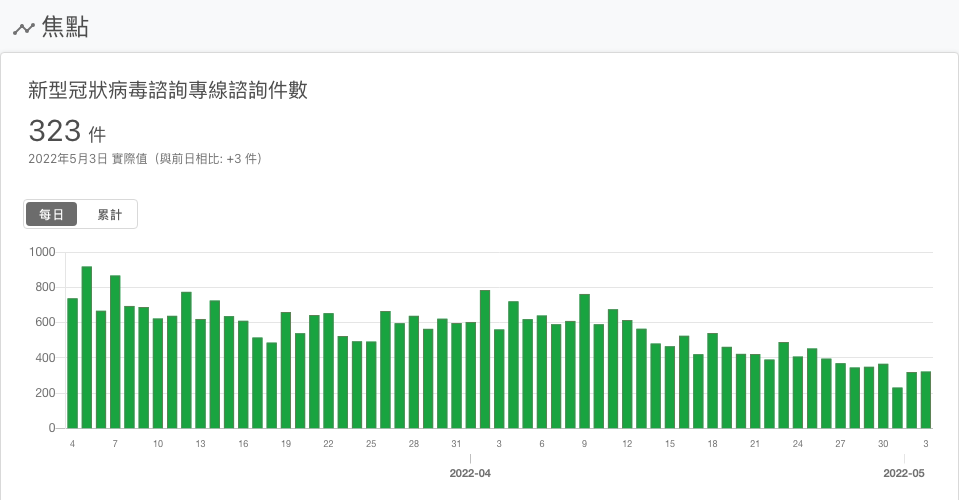 焦點
新型冠狀病毒諮詢專線諮詢件數
323 件
2022年5月3日 實際值（與前日相比: +3 件）
每日 累計
1000
800
600
400
200
0
4 7 10 13 16 19 22 25 28 31 3 6 9 12 15 18 21 24 27 30 3
2022-04 2022-05